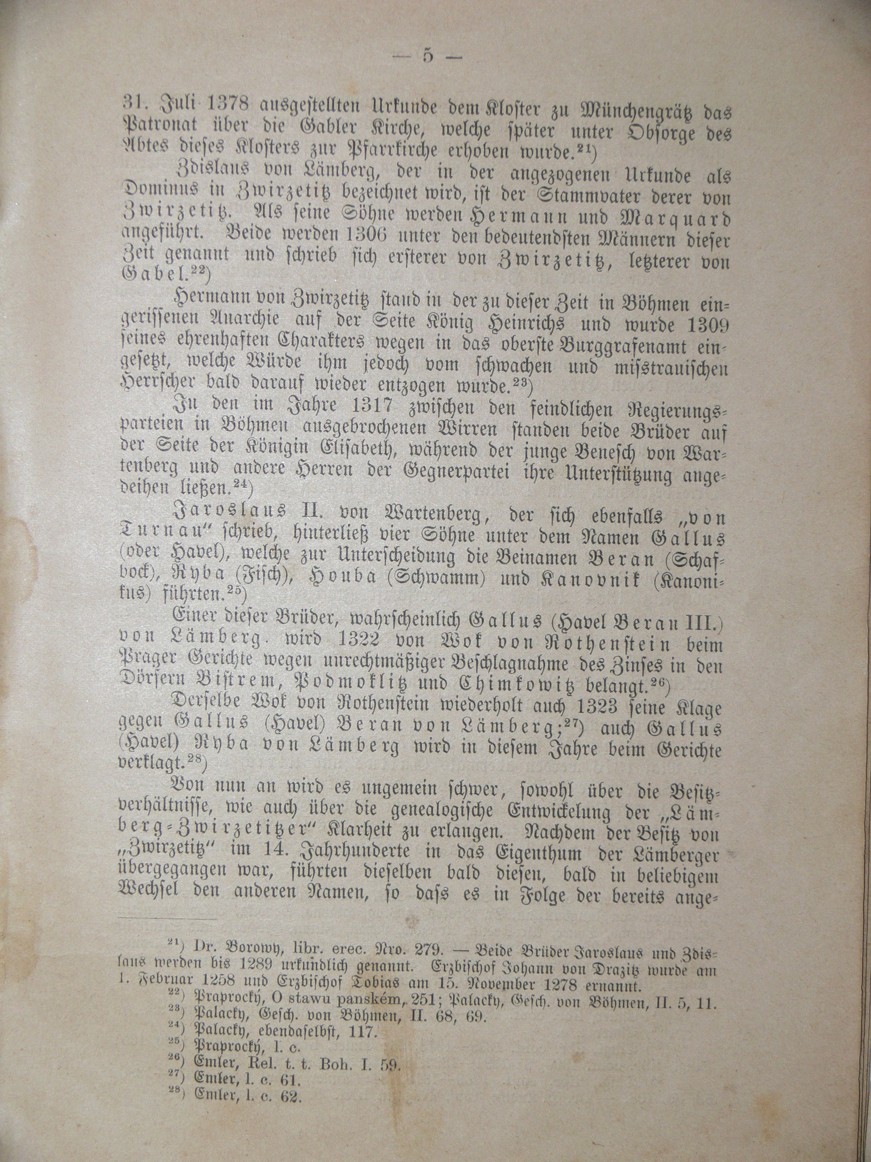 — 5 —
31. Juli 1378 ausgestellten Urkunde dem Kloster zu Münchengrätz das
Patronat über die Gabler Kirche, welche später unter Obsorge des
Abtes dieses Klosters zur Pfarrkirche erhoben wurde.²¹)
Zdislaus von Lämberg, der in der angezogenen Urkunde als
Dominus in Zwirzetitz bezeichnet wird, ist der Stammvater derer von
Zwirzetitz. Als seine Söhne werden Hermann und Marquard
angeführt. Beide werden 1306 unter den bedeutendsten Männern dieser
Zeit genannt und schrieb sich ersterer von Zwirzetitz, letzterer von
Gabel.²²)
Hermann von Zwirzetitz stand in der zu dieser Zeit in Böhmen ein-
gerissenen Anarchie auf der Seite König Heinrichs und wurde 1309
seines ehrenhaften Charakters wegen in das oberste Burggrafenamt ein-
gesetzt, welche Würde ihm jedoch vom schwachen und misstrauischen
Herrscher bald darauf wieder entzogen wurde.²³)
In den im Jahre 1317 zwischen den feindlichen Regierungs-
parteien in Böhmen ausgebrochenen Wirren standen beide Brüder auf
der Seite der Königin Elisabeth, während der junge Benesch von War-
tenberg und andere Herren der Gegnerpartei ihre Unterstützung ange-
deihen ließen.²⁴)
Jaroslaus II. von Wartenberg, der sich ebenfalls „von
Turnau“ schrieb, hinterließ vier Söhne unter dem Namen Gallus
(oder Havel), welche zur Unterscheidung die Beinamen Beran (Schaf-
bock), Ryba (Fisch), Houba (Schwamm) und Kanovnik (Kanoni-
kus) führten.²⁵)
Einer dieser Brüder, wahrscheinlich Gallus (Havel Beran III.)
von Lämberg. wird 1322 von Wok von Rothenstein beim
Prager Gerichte wegen unrechtmäßiger Beschlagnahme des Zinses in den
Dörfern Bistrem, Podmoklitz und Chimkowitz belangt.²⁶)
Derselbe Wok von Rothenstein wiederholt auch 1323 seine Klage
gegen Gallus (Havel) Beran von Lämberg;²⁷) auch Gallus
(Havel) Ryba von Lämberg wird in diesem Jahre beim Gerichte
verklagt.²⁸)
Von nun an wird es ungemein schwer, sowohl über die Besitz-
verhältnisse, wie auch über die genealogische Entwickelung der „Läm-
berg-Zwirzetitzer“ Klarheit zu erlangen. Nachdem der Besitz von
„Zwirzetitz“ im 14. Jahrhunderte in das Eigenthum der Lämberger
übergegangen war, führten dieselben bald diesen, bald in beliebigem
Wechsel den anderen Namen, so dass es in Folge der bereits ange-
²¹) Dr. Borowy, libr. erec. Nro. 279. — Beide Brüder Jaroslaus und Zdis-
laus werden bis 1289 urkundlich genannt. Erzbischof Johann von Drazitz wurde am
1. Februar 1258 und Erzbischof Tobias am 15. November 1278 ernannt.
²²) Praprocky, O stawu panském, 251; Palacky, Gesch. von Böhmen, II. 5, 11.
²³) Palacky, Gesch. von Böhmen, II. 68, 69.
²⁴) Palacky, ebendaselbst, 117.
²⁵) Praprocky, l. c.
²⁶) Emler, Rel. t. t. Boh. I. 59.
²⁷) Emler, l. c. 61.
²⁸) Emler, l. c. 62.